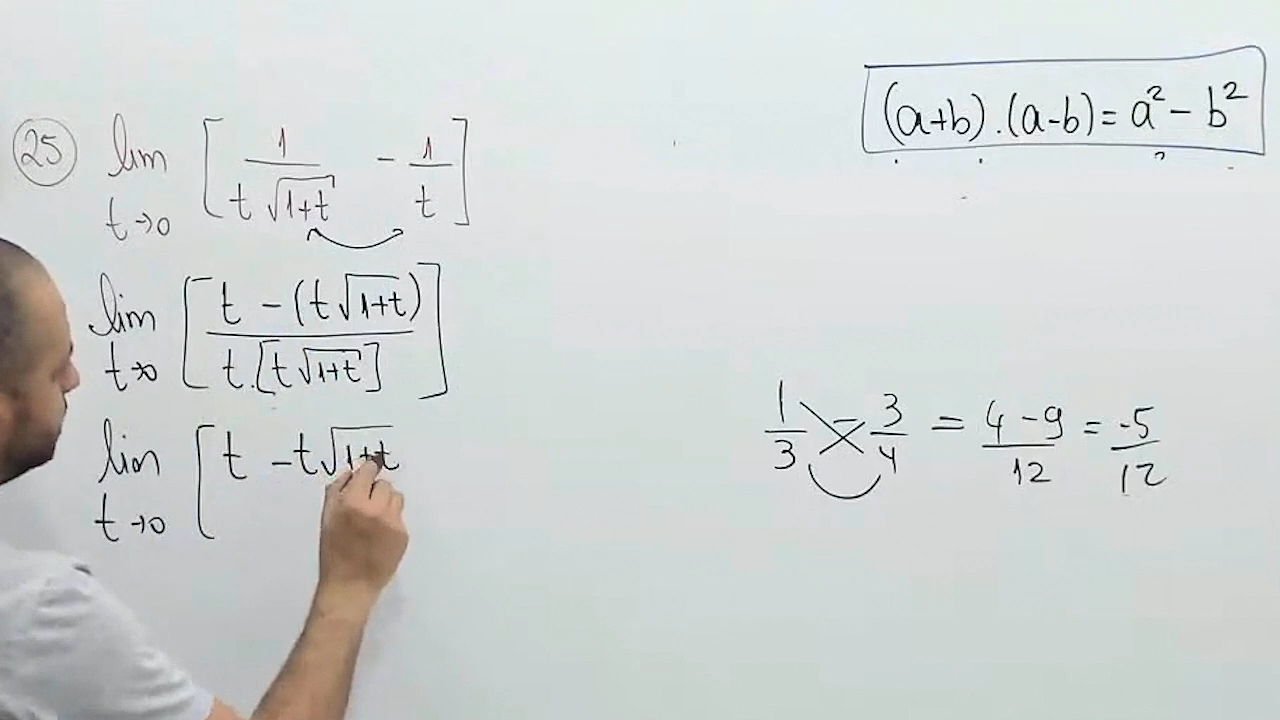 (a+b).(a-b)=a²-b²
25 lim t→0 [1/(t√(1+t)) - 1/t]
lim t→0 [(t-(t√(1+t)))/(t.[t√(1+t)])]
1/3 - 3/4 = (4-9)/12 = -5/12
lim t→0 [t-t√(1+t)